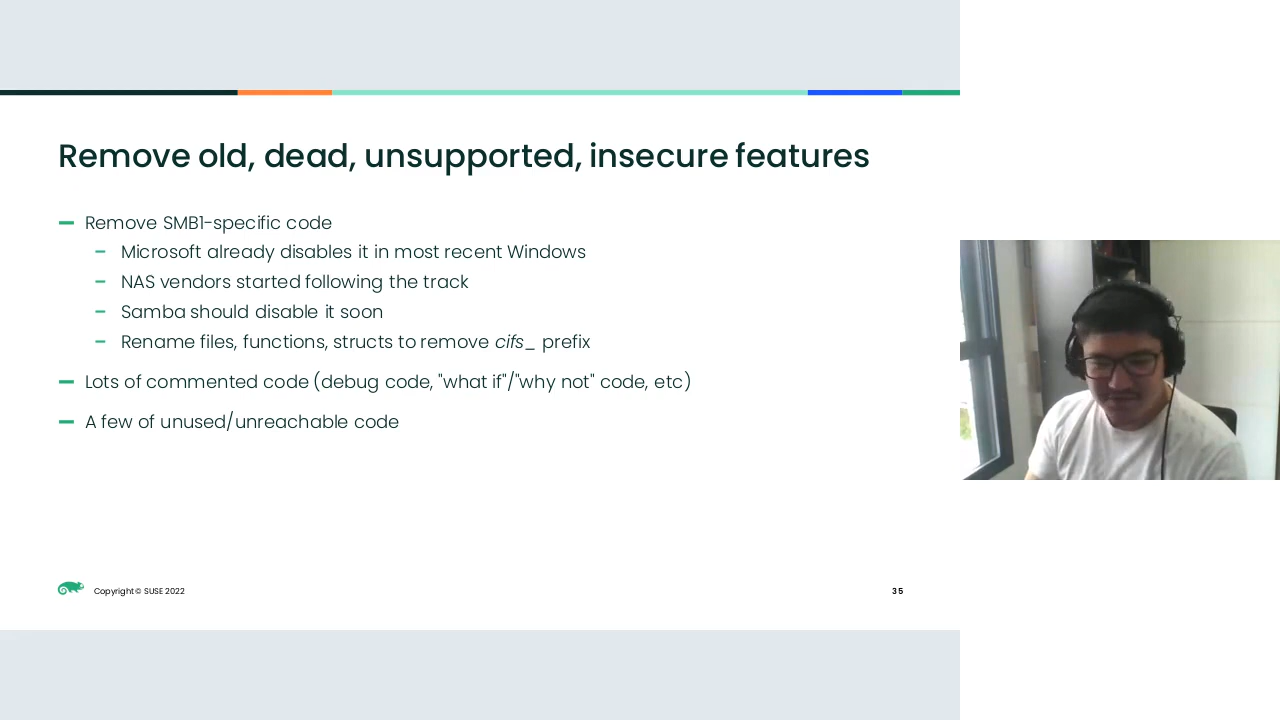 Remove old, dead, unsupported, insecure features
Remove SMB1-specific code
Microsoft already disables it in most recent Windows
NAS vendors started following the track
Samba should disable it soon
Rename files, functions, structs to remove cifs_ prefix
Lots of commented code (debug code, "what if"/"why not" code, etc)
A few of unused/unreachable code
Copyright © SUSE 2022
35